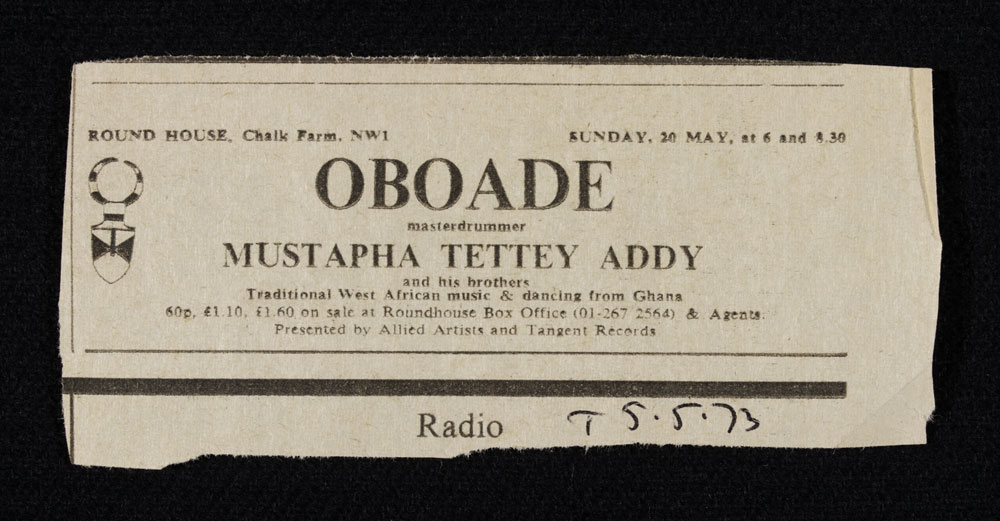 ROUND HOUSE, Chalk Farm, NW1 SUNDAY, 20 MAY, at 6 and 8.30
OBOADE
masterdrummer
MUSTAPHA TETTEY ADDY
and his brothers
Traditional West African music & dancing from Ghana
60p, £1.10, £1.60 on sale at Roundhouse Box Office (01-267 2564) & Agents.
Presented by Allied Artists and Tangent Records
Radio T 5.5.73